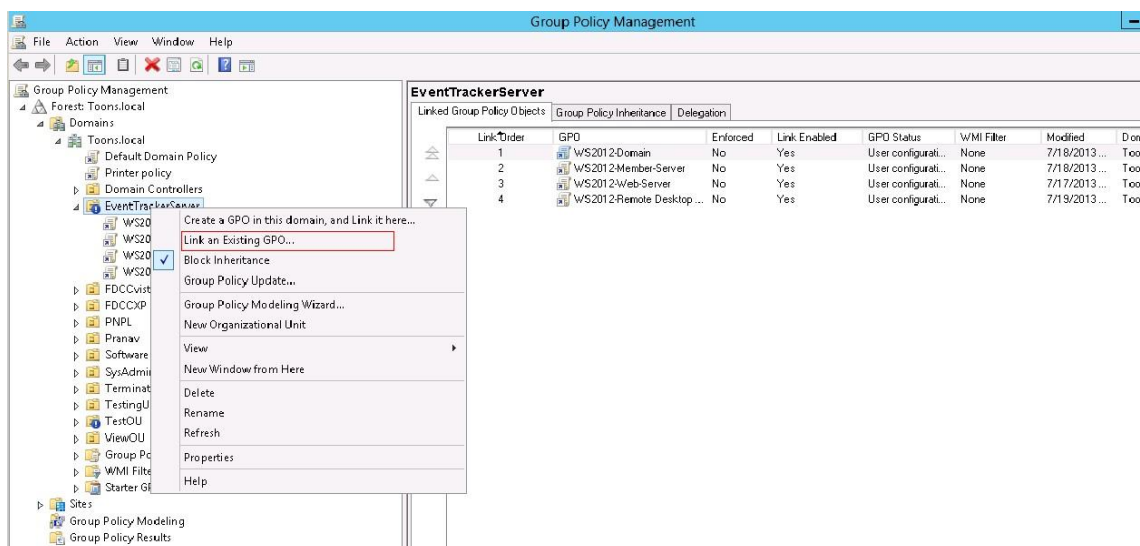 Group Policy Management
File Action View Window Help
Group Policy Management
Forest: Toons.local
Domains
Toons.local
Default Domain Policy
Printer policy
Domain Controllers
EventTrackerServer
WS20
WS20
WS20
WS20
FDCCvist
FDCCXP
PNPL
Pranav
Software
SysAdmi
Terminat
TestingU
TestOU
ViewOU
Group Po
WMI Filte
Starter GP
Sites
Group Policy Modeling
Group Policy Results
Create a GPO in this domain, and Link it here...
Link an Existing GPO...
Block Inheritance
Group Policy Update...
Group Policy Modeling Wizard...
New Organizational Unit
View
New Window from Here
Delete
Rename
Refresh
Properties
Help
EventTrackerServer
Linked Group Policy Objects Group Policy Inheritance Delegation
Link Order GPO Enforced Link Enabled GPO Status WMI Filter Modified Dom
1 WS2012-Domain No Yes User configurati... None 7/18/2013... Too
2 WS2012-Member-Server No Yes User configurati... None 7/18/2013... Too
3 WS2012-Web-Server No Yes User configurati... None 7/17/2013... Too
4 WS2012-Remote Desktop ... No Yes User configurati... None 7/19/2013... Too